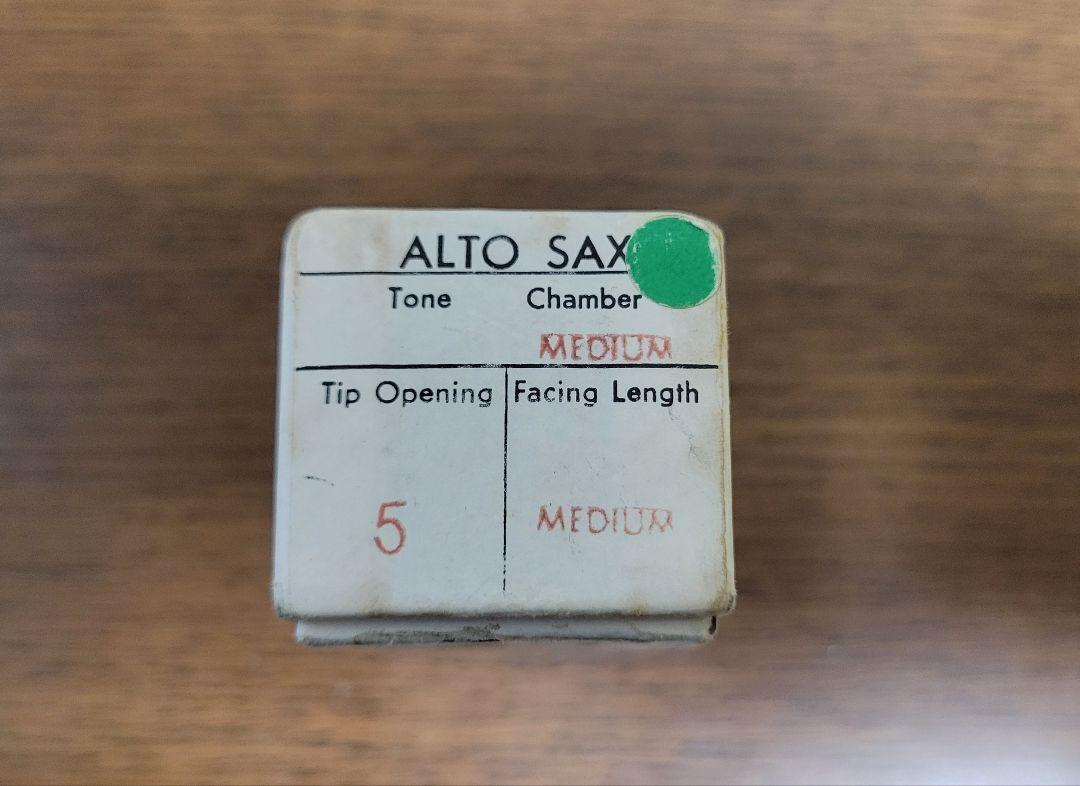 ALTO SAX
Tone Chamber
MEDIUM
Tip Opening Facing Length
5 MEDIUM